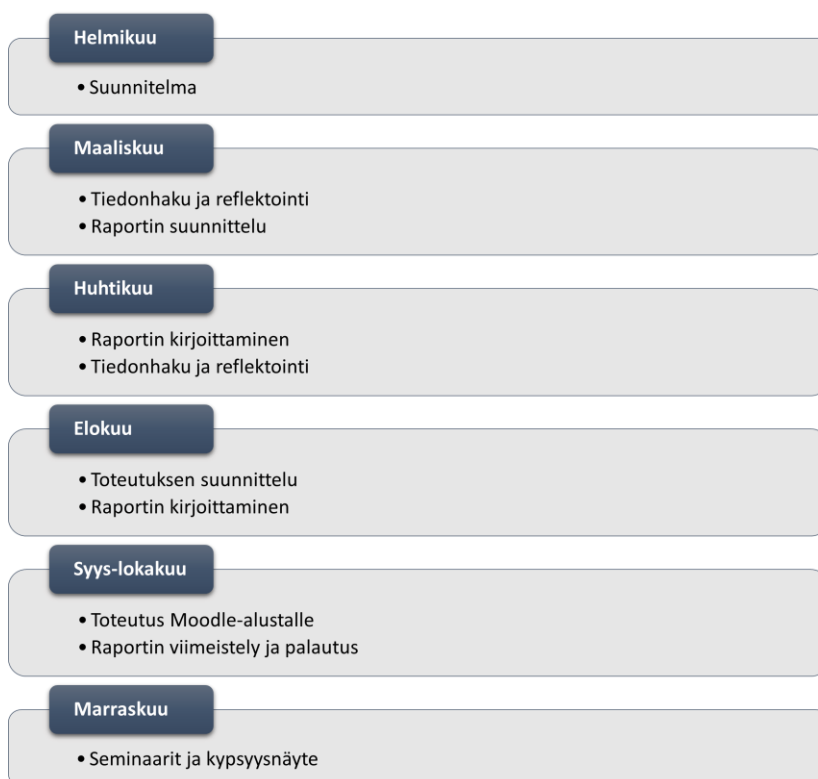 Helmikuu
• Suunnitelma
Maaliskuu
• Tiedonhaku ja reflektointi
• Raportin suunnittelu
Huhtikuu
• Raportin kirjoittaminen
• Tiedonhaku ja reflektointi
Elokuu
• Toteutuksen suunnittelu
• Raportin kirjoittaminen
Syys-lokakuu
• Toteutus Moodle-alustalle
• Raportin viimeistely ja palautus
Marraskuu
• Seminaarit ja kypsyysnäyte